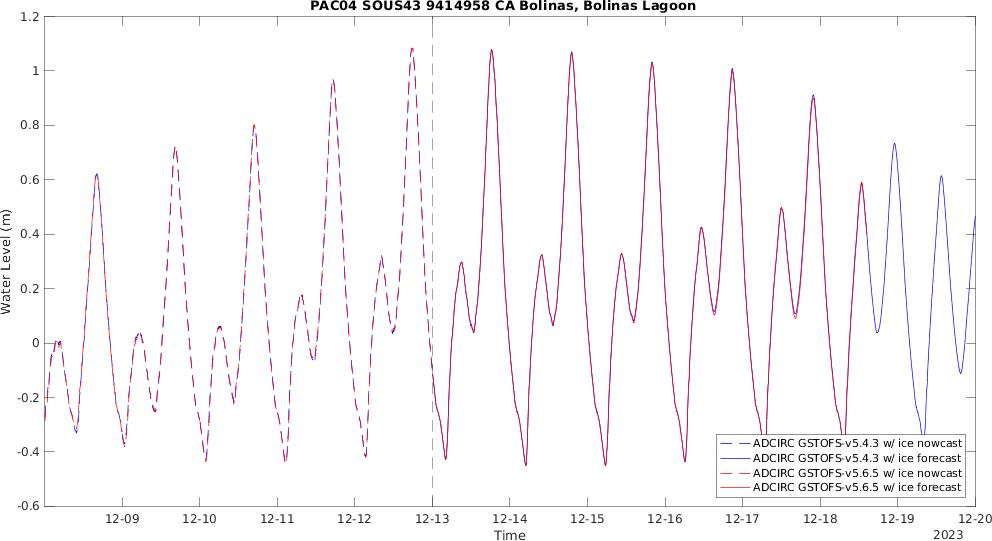 PAC04 SOUS43 9414958 CA Bolinas, Bolinas Lagoon
1.2
1
0.8
0.6
0.4
0.2
0
-0.2
-0.4
-0.6
Water Level (m)
ADCIRC GSTOFS-v5.4.3 w/ ice nowcast
ADCIRC GSTOFS-v5.4.3 w/ ice forecast
ADCIRC GSTOFS-v5.6.5 w/ ice nowcast
ADCIRC GSTOFS-v5.6.5 w/ ice forecast
12-09 12-10 12-11 12-12 12-13 12-14 12-15 12-16 12-17 12-18 12-19 12-20
Time
2023